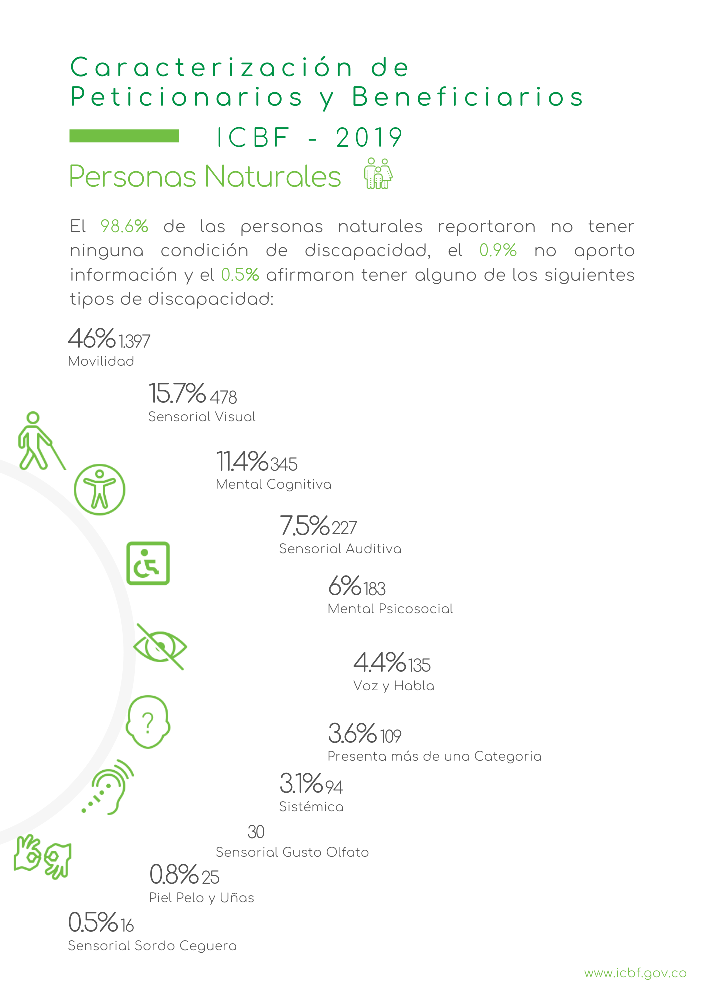 Caracterización de
Peticionarios y Beneficiarios
ICBF - 2019
Personas Naturales
El 98.6% de las personas naturales reportaron no tener
ninguna condición de discapacidad, el 0.9% no aporto
información y el 0.5% afirmaron tener alguno de los siguientes
tipos de discapacidad:
46% 1.397
Movilidad
15.7% 478
Sensorial Visual
11.4% 345
Mental Cognitiva
7.5% 227
Sensorial Auditiva
6% 183
Mental Psicosocial
4.4% 135
Voz y Habla
?
3.6% 109
Presenta más de una Categoria
3.1% 94
Sistémica
30
Sensorial Gusto Olfato
0.8% 25
Piel Pelo y Uñas
0.5% 16
Sensorial Sordo Ceguera
www.icbf.gov.co